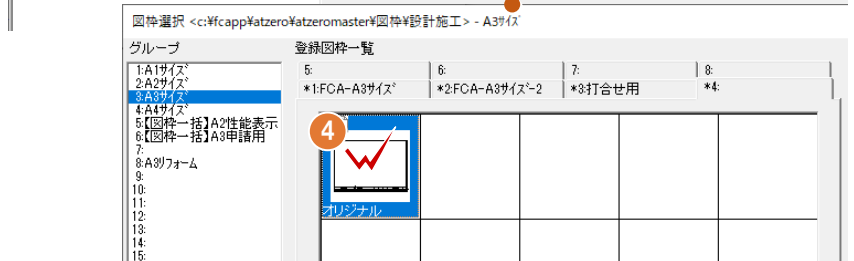 図枠選択 <c:¥fcapp¥atzero¥atzeromaster¥図枠¥設計施工> - A3ｻｲｽﾞ
グループ
登録図枠一覧
1:A1ｻｲｽﾞ
2:A2ｻｲｽﾞ
3:A3ｻｲｽﾞ
4:A4ｻｲｽﾞ
5:【図枠一括】A2性能表示
6:【図枠一括】A3申請用
7:
8:A3ﾘﾌｫｰﾑ
9:
10:
11:
12:
13:
14:
15:
5:
6:
7:
8:
*1:FCA-A3ｻｲｽﾞ
*2:FCA-A3ｻｲｽﾞ-2
*3:打合せ用
*4:
4
オリジナル